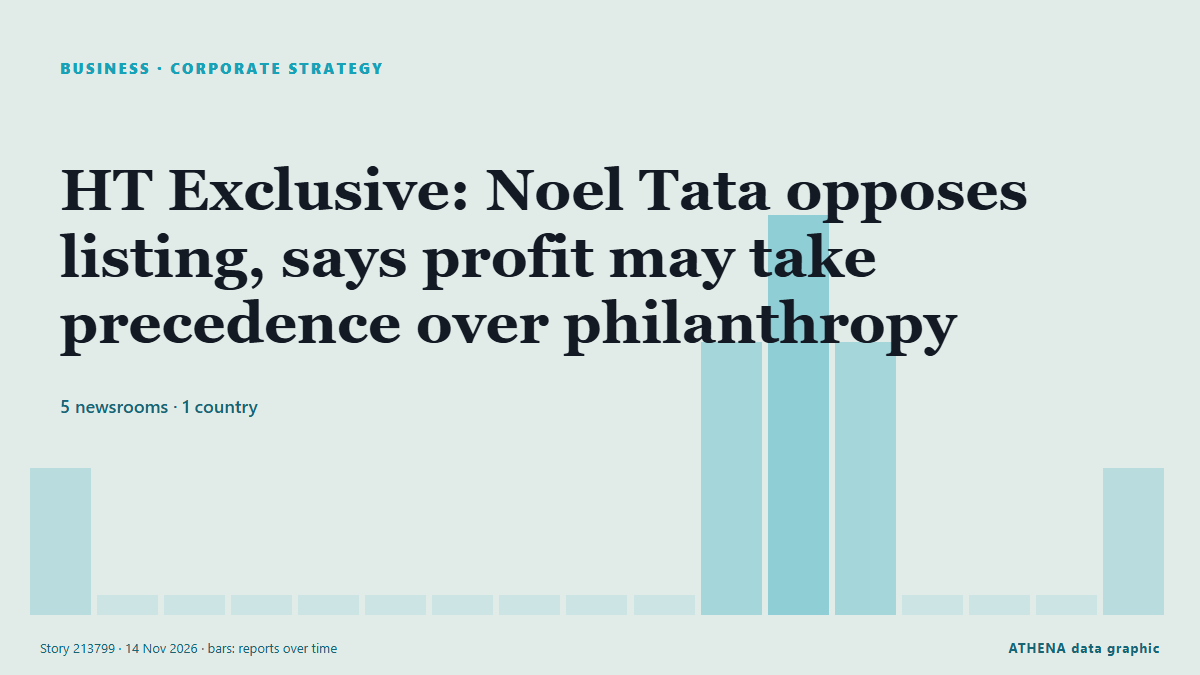 BUSINESS · CORPORATE STRATEGY
HT Exclusive: Noel Tata opposes
listing, says profit may take
precedence over philanthropy
5 newsrooms · 1 country
Story 213799 · 14 Nov 2026 · bars: reports over time
ATHENA data graphic